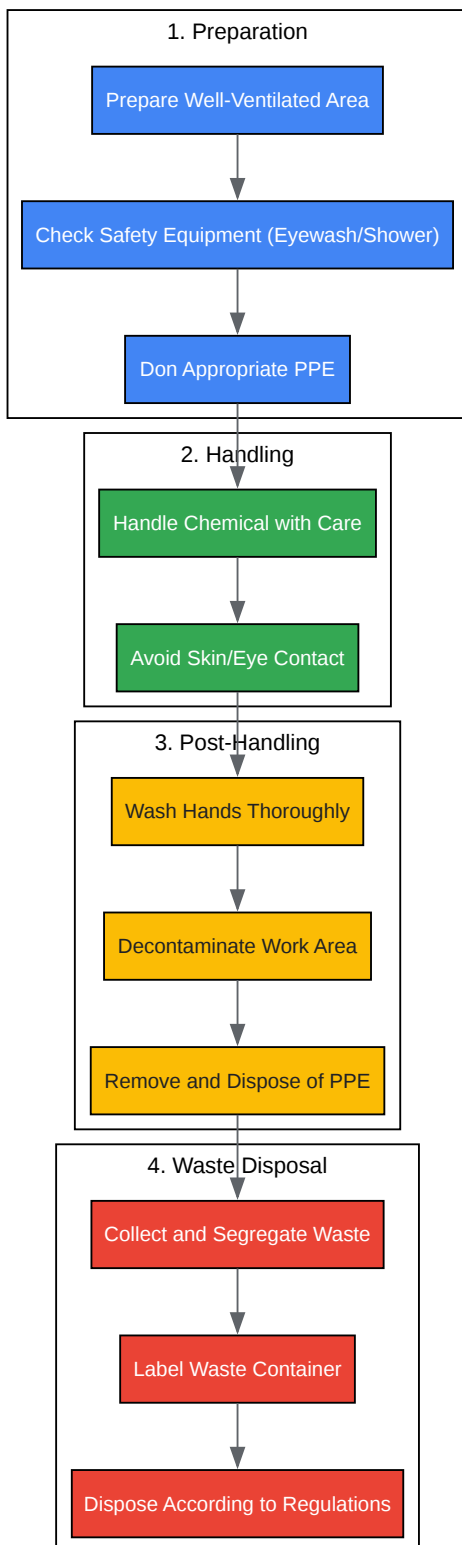 1. Preparation
Prepare Well-Ventilated Area
Check Safety Equipment (Eyewash/Shower)
Don Appropriate PPE
2. Handling
Handle Chemical with Care
Avoid Skin/Eye Contact
3. Post-Handling
Wash Hands Thoroughly
Decontaminate Work Area
Remove and Dispose of PPE
4. Waste Disposal
Collect and Segregate Waste
Label Waste Container
Dispose According to Regulations